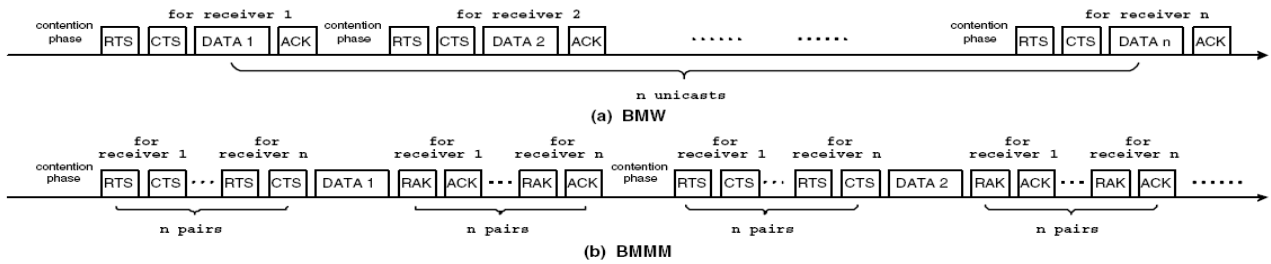 for receiver 1 for receiver 2 for receiver n
contention phase RTS CTS DATA 1 ACK contention phase RTS CTS DATA 2 ACK ...... ...... contention phase RTS CTS DATA n ACK
n unicasts
(a) BMW
for receiver 1 for receiver n for receiver 1 for receiver n for receiver 1 for receiver n for receiver 1 for receiver n
contention phase RTS CTS ... RTS CTS DATA 1 RAK ACK ... RAK ACK contention phase RTS CTS ... RTS CTS DATA 2 RAK ACK ... RAK ACK ......
n pairs n pairs n pairs n pairs
(b) BMMM